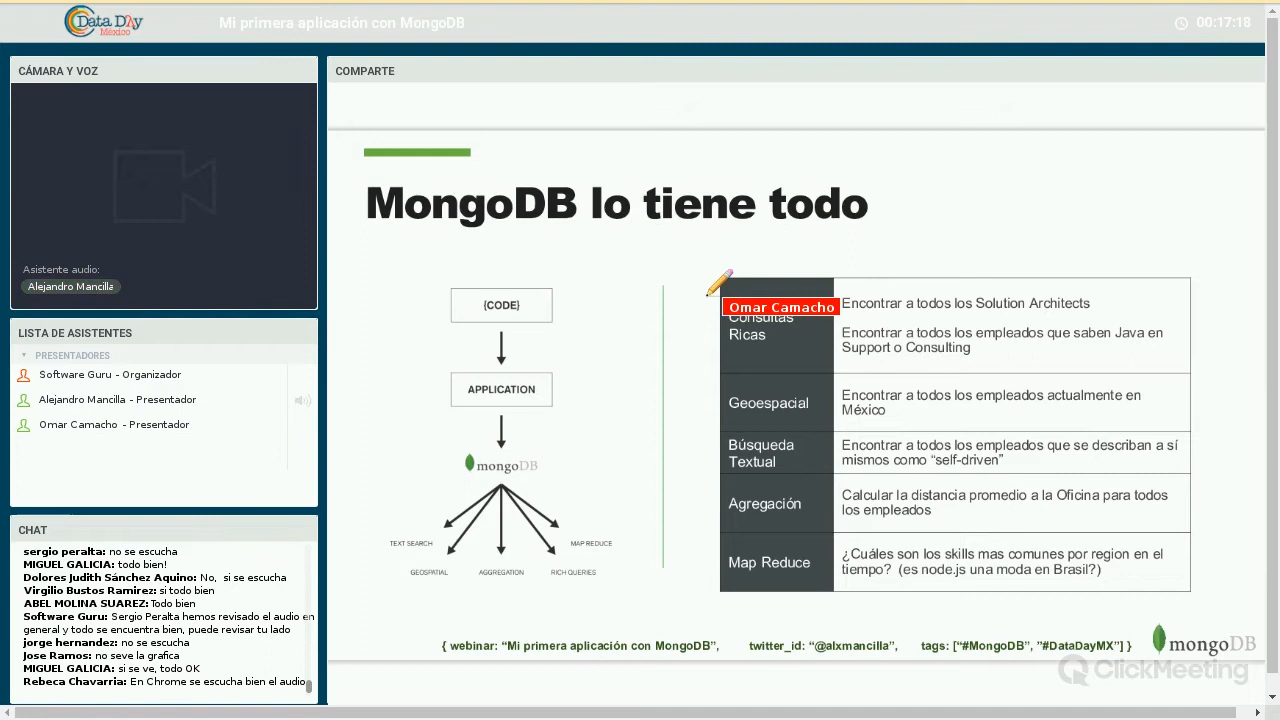 Data Day
México
Mi primera aplicación con MongoDB
00:17:18
CÁMARA Y VOZ
Asistente audio:
Alejandro Mancilla
LISTA DE ASISTENTES
PRESENTADORES
Software Guru - Organizador
Alejandro Mancilla - Presentador
Omar Camacho - Presentador
CHAT
sergio peralta: no se escucha
MIGUEL GALICIA: todo bien!
Dolores Judith Sánchez Aquino: No, si se escucha
Virgilio Bustos Ramirez: si todo bien
ABEL MOLINA SUAREZ: Todo bien
Software Guru: Sergio Peralta hemos revisado el audio en
general y todo se encuentra bien, puede revisar tu lado
jorge hernandez: no se escucha
Jose Ramos: no seve la grafica
MIGUEL GALICIA: si se ve, todo OK
Rebeca Chavarria: En Chrome se escucha bien el audio
COMPARTE
MongoDB lo tiene todo
{CODE}
APPLICATION
mongoDB
TEXT SEARCH
GEOSPATIAL
AGGREGATION
RICH QUERIES
MAP REDUCE
Omar Camacho
Consultas
Ricas
Encontrar a todos los Solution Architects
Encontrar a todos los empleados que saben Java en
Support o Consulting
Geoespacial
Encontrar a todos los empleados actualmente en
México
Búsqueda
Textual
Encontrar a todos los empleados que se describan a sí
mismos como “self-driven”
Agregación
Calcular la distancia promedio a la Oficina para todos
los empleados
Map Reduce
¿Cuáles son los skills mas comunes por region en el
tiempo? (es node.js una moda en Brasil?)
{ webinar: “Mi primera aplicación con MongoDB”, twitter_id: “@alxmancilla”, tags: [“#MongoDB”, ”#DataDayMX”] }
mongoDB
ClickMeeting